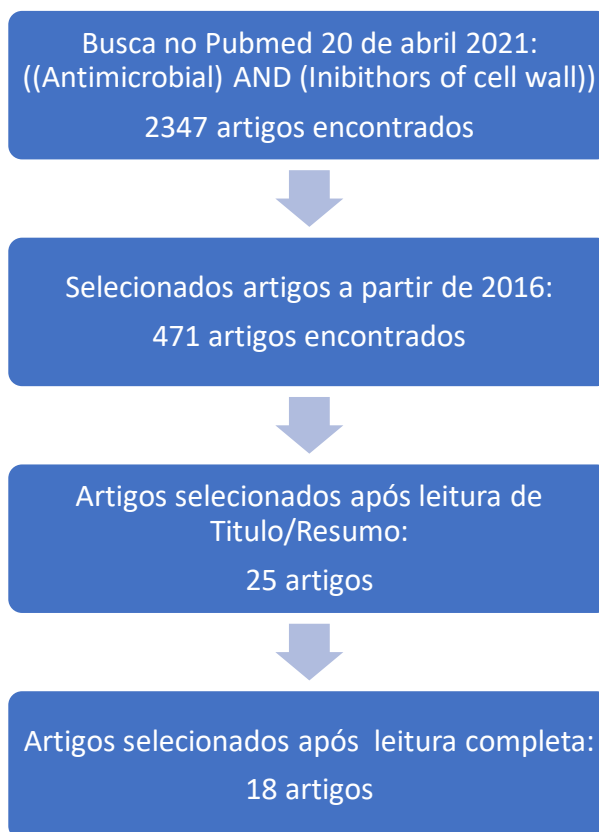 Busca no Pubmed 20 de abril 2021:
((Antimicrobial) AND (Inibithors of cell wall))
2347 artigos encontrados
Selecionados artigos a partir de 2016:
471 artigos encontrados
Artigos selecionados após leitura de
Titulo/Resumo:
25 artigos
Artigos selecionados após leitura completa:
18 artigos